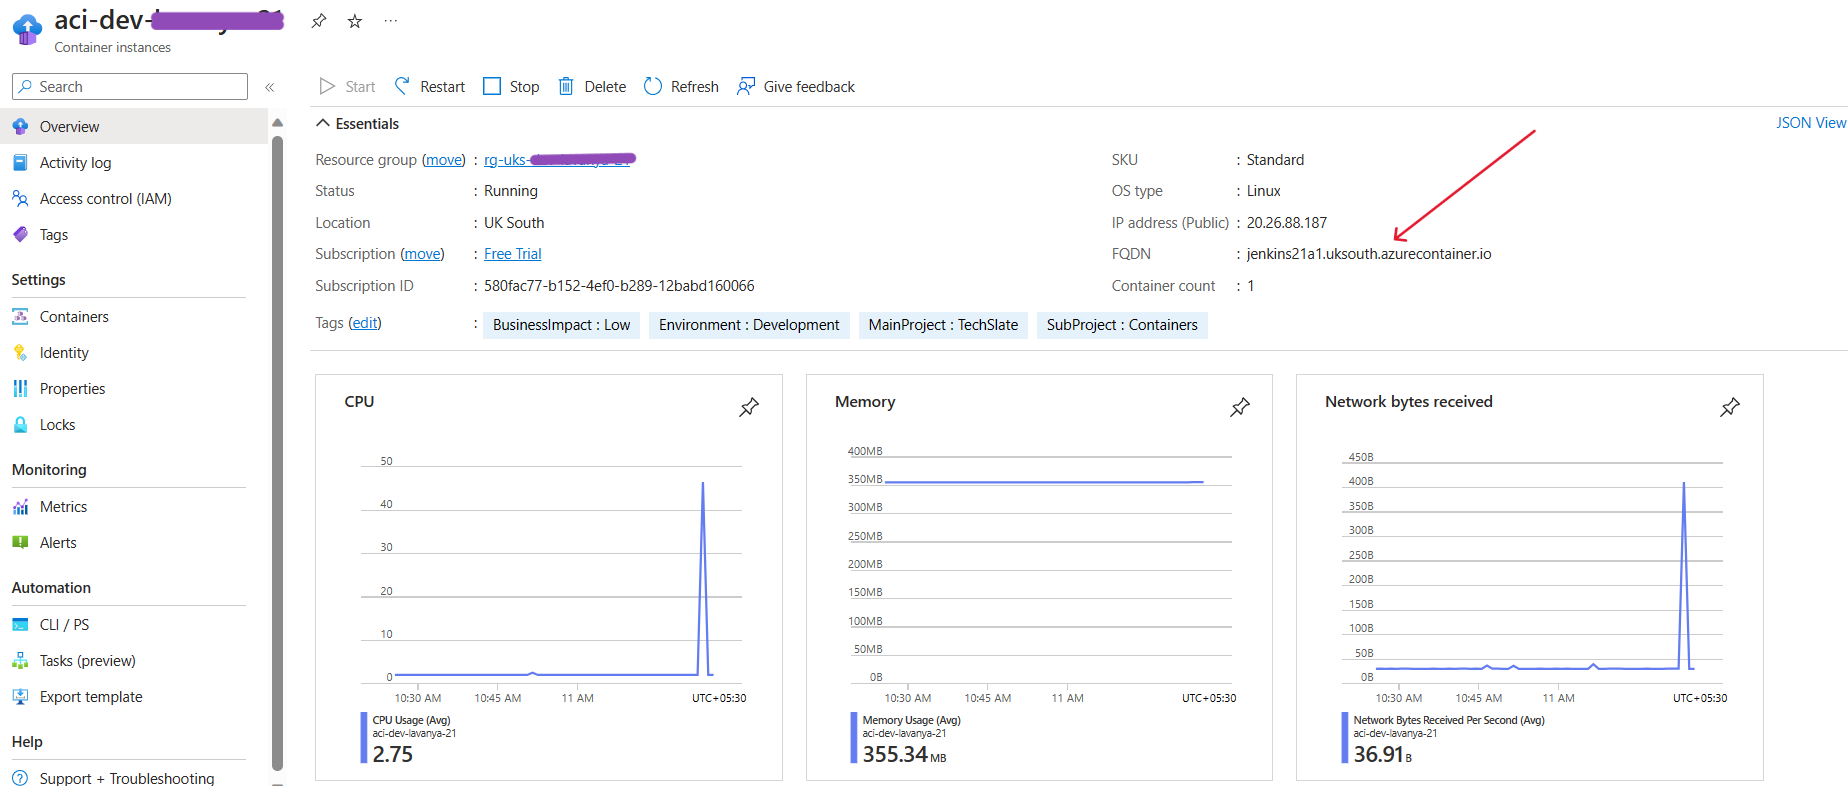 aci-dev-
Container instances
Search
Start Restart Stop Delete Refresh Give feedback
Overview
Activity log
Access control (IAM)
Tags
Settings
Containers
Identity
Properties
Locks
Monitoring
Metrics
Alerts
Automation
CLI / PS
Tasks (preview)
Export template
Help
Support + Troubleshooting
Essentials
JSON View
Resource group (move) : rg-uks-
Status : Running
Location : UK South
Subscription (move) : Free Trial
Subscription ID : 580fac77-b152-4ef0-b289-12babd160066
SKU : Standard
OS type : Linux
IP address (Public) : 20.26.88.187
FQDN : jenkins21a1.uksouth.azurecontainer.io
Container count : 1
Tags (edit) : BusinessImpact : Low Environment : Development MainProject : TechSlate SubProject : Containers
CPU
50
40
30
20
10
0
10:30 AM 10:45 AM 11 AM UTC+05:30
CPU Usage (Avg)
aci-dev-lavanya-21
2.75
Memory
400MB
350MB
300MB
250MB
200MB
150MB
100MB
50MB
0B
10:30 AM 10:45 AM 11 AM UTC+05:30
Memory Usage (Avg)
aci-dev-lavanya-21
355.34 MB
Network bytes received
450B
400B
350B
300B
250B
200B
150B
100B
50B
0B
10:30 AM 10:45 AM 11 AM UTC+05:30
Network Bytes Received Per Second (Avg)
aci-dev-lavanya-21
36.91 B